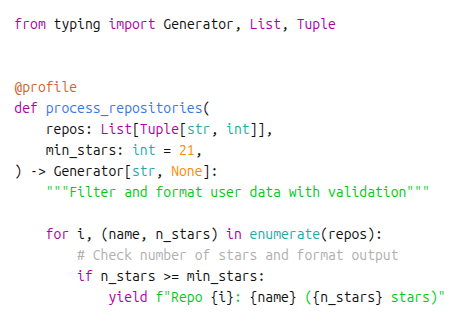 from typing import Generator, List, Tuple
@profile
def process_repositories(
    repos: List[Tuple[str, int]],
    min_stars: int = 21,
) -> Generator[str, None]:
    """Filter and format user data with validation"""
    for i, (name, n_stars) in enumerate(repos):
        # Check number of stars and format output
        if n_stars >= min_stars:
            yield f"Repo {i}: {name} ({n_stars} stars)"